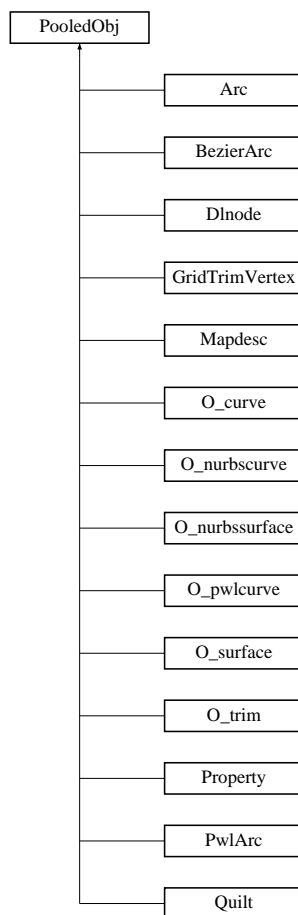 PooledObj
Arc
BezierArc
Dlnode
GridTrimVertex
Mapdesc
O_curve
O_nurbscurve
O_nurbssurface
O_pwlcurve
O_surface
O_trim
Property
PwlArc
Quilt